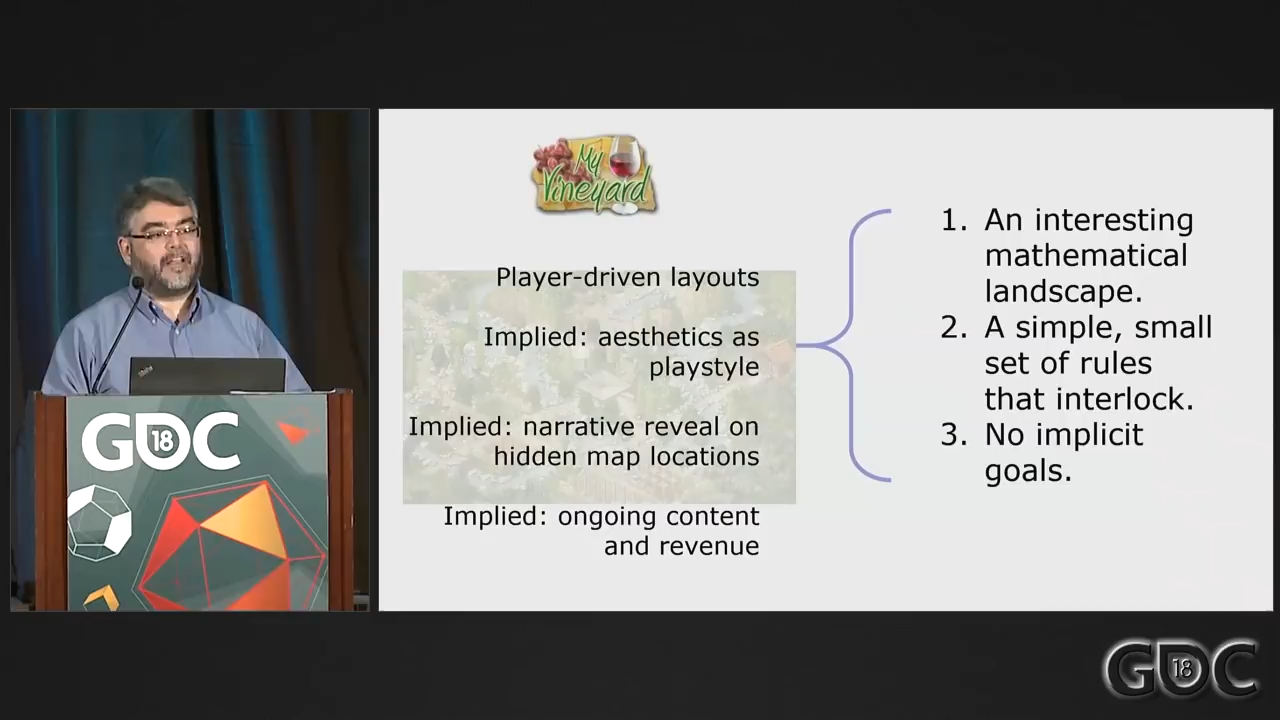 My
Vineyard
Player-driven layouts
Implied: aesthetics as
playstyle
Implied: narrative reveal on
hidden map locations
Implied: ongoing content
and revenue
1. An interesting
mathematical
landscape.
2. A simple, small
set of rules
that interlock.
3. No implicit
goals.
GDC
18
GDC
18